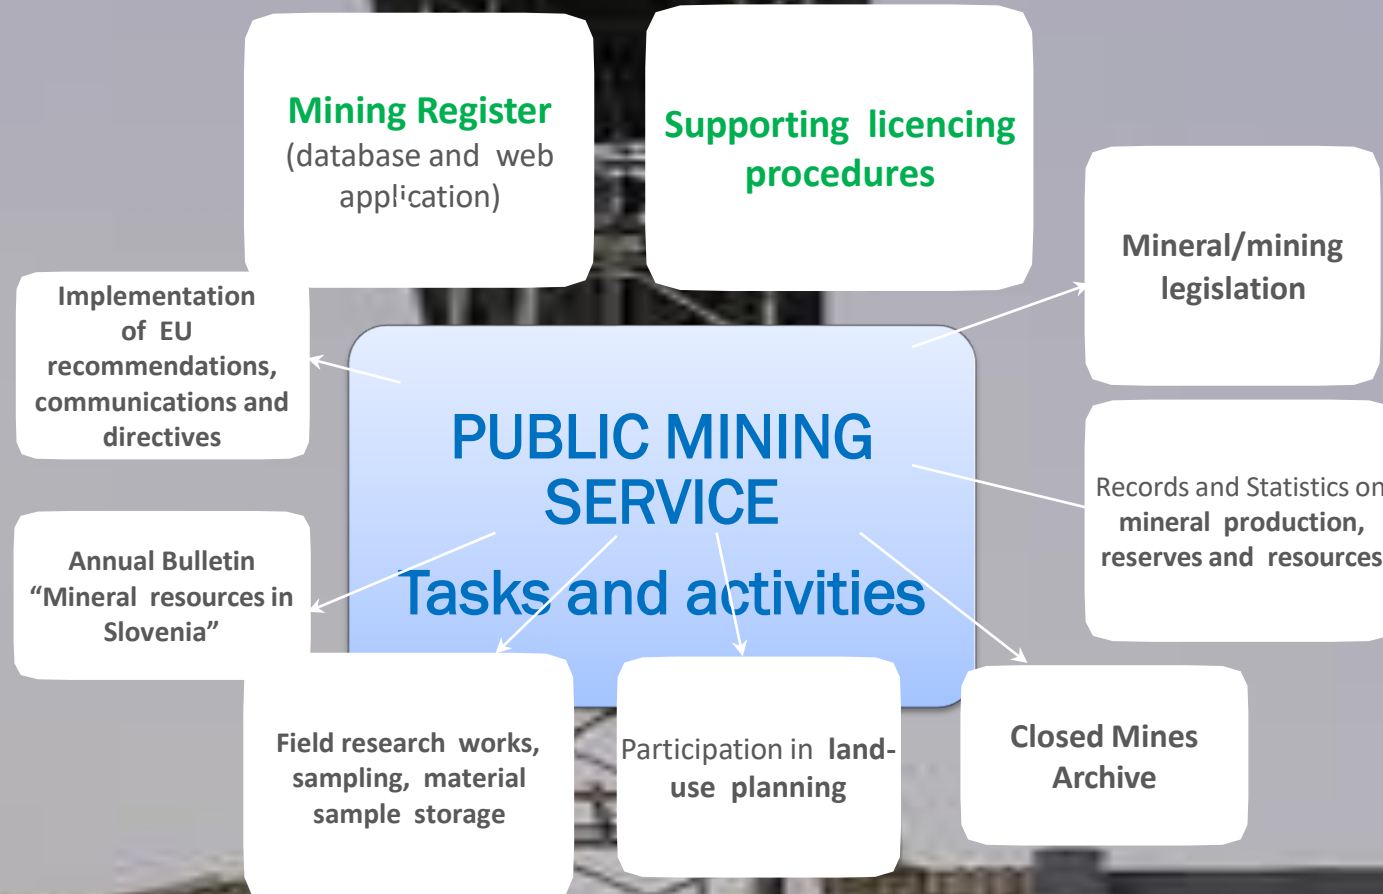 Mining Register
(database and web
application)
Supporting licencing
procedures
Mineral/mining
legislation
Implementation
of EU
recommendations,
communications and
directives
PUBLIC MINING
SERVICE
Tasks and activities
Records and Statistics on
mineral production,
reserves and resources
Annual Bulletin
“Mineral resources in
Slovenia”
Field research works,
sampling, material
sample storage
Participation in land-
use planning
Closed Mines
Archive